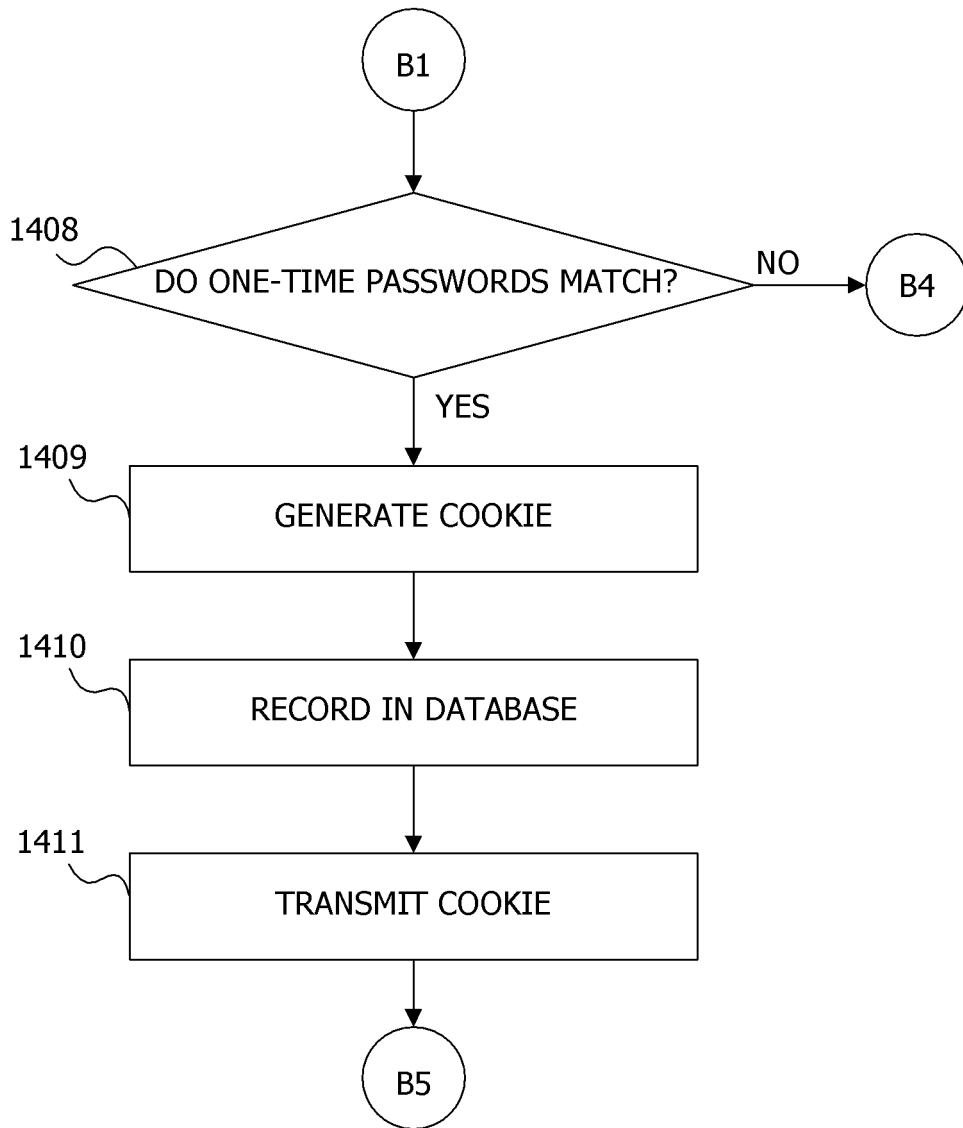 B1
1408
DO ONE-TIME PASSWORDS MATCH?
NO
B4
YES
1409
GENERATE COOKIE
1410
RECORD IN DATABASE
1411
TRANSMIT COOKIE
B5